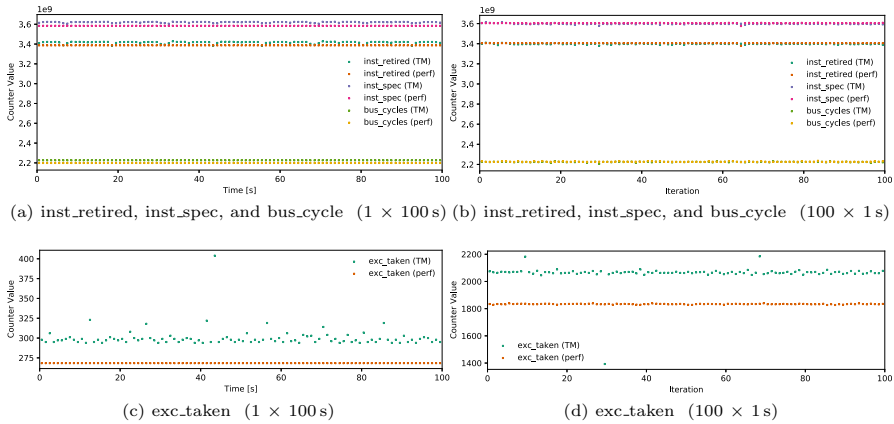 1e9
3.6
3.4
3.2
3.0
2.8
2.6
2.4
2.2
Counter Value
inst_retired (TM)
inst_retired (perf)
inst_spec (TM)
inst_spec (perf)
bus_cycles (TM)
bus_cycles (perf)
0 20 40 60 80 100
Time [s]
(a) inst_retired, inst_spec, and bus_cycle (1 × 100 s)
1e9
3.6
3.4
3.2
3.0
2.8
2.6
2.4
2.2
Counter Value
inst_retired (TM)
inst_retired (perf)
inst_spec (TM)
inst_spec (perf)
bus_cycles (TM)
bus_cycles (perf)
0 20 40 60 80 100
Iteration
(b) inst_retired, inst_spec, and bus_cycle (100 × 1 s)
400
375
350
325
300
275
Counter Value
exc_taken (TM)
exc_taken (perf)
0 20 40 60 80 100
Time [s]
(c) exc_taken (1 × 100 s)
2200
2000
1800
1600
1400
Counter Value
exc_taken (TM)
exc_taken (perf)
0 20 40 60 80 100
Iteration
(d) exc_taken (100 × 1 s)